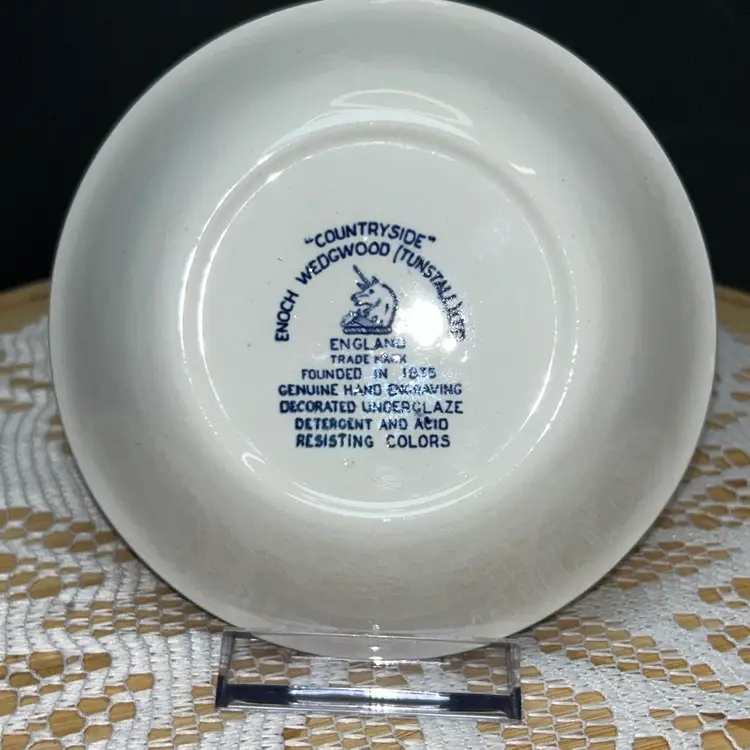 "COUNTRYSIDE"
ENOCH WEDGWOOD (TUNSTALL) LTD
ENGLAND
TRADE MARK
FOUNDED IN 1835
GENUINE HAND ENGRAVING
DECORATED UNDERGLAZE
DETERGENT AND ACID
RESISTING COLORS